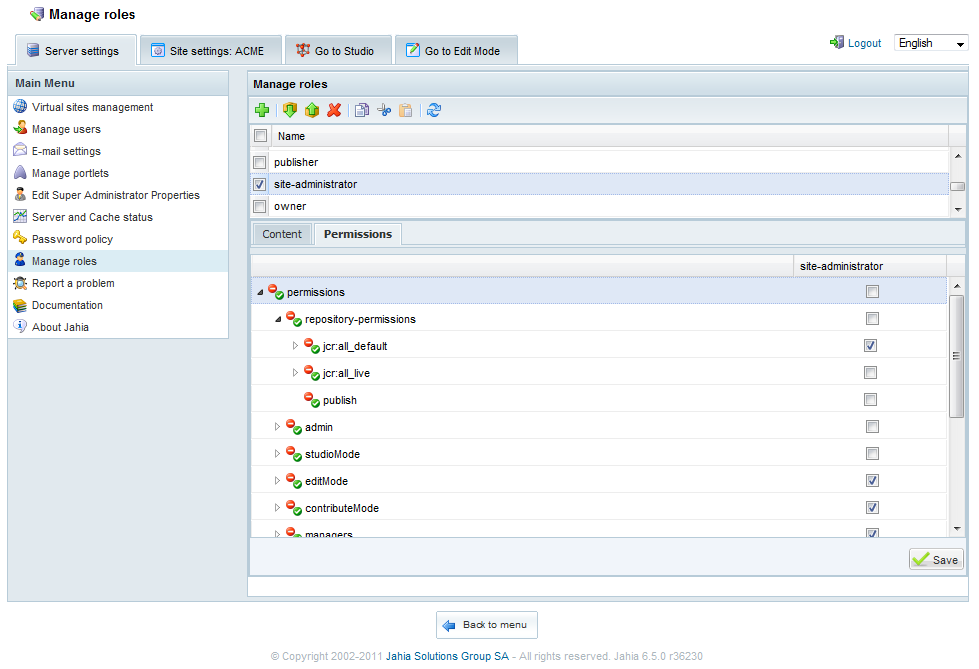 Manage roles
Server settings
Site settings: ACME
Go to Studio
Go to Edit Mode
Logout
English
Main Menu
Virtual sites management
Manage users
E-mail settings
Manage portlets
Edit Super Administrator Properties
Server and Cache status
Password policy
Manage roles
Report a problem
Documentation
About Jahia
Manage roles
Name
publisher
site-administrator
owner
Content
Permissions
site-administrator
permissions
repository-permissions
jcr:all_default
jcr:all_live
publish
admin
studioMode
editMode
contributeMode
managers
Save
Back to menu
© Copyright 2002-2011 Jahia Solutions Group SA - All rights reserved. Jahia 6.5.0 r36230